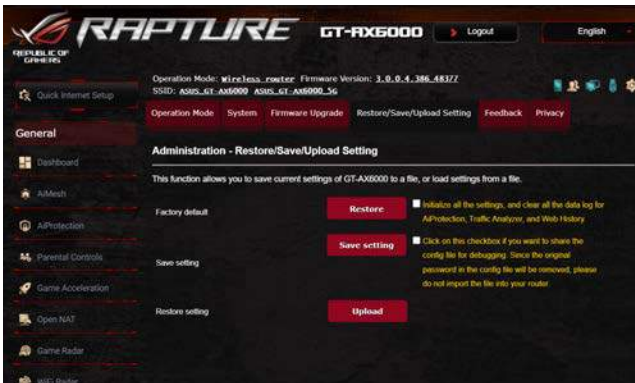 REPUBLIC OF
GAMERS
RAPTURE
GT-AX6000
Logout
English
Quick Internet Setup
General
Dashboard
AiMesh
AiProtection
Parental Controls
Game Acceleration
Open NAT
Game Radar
WiFi Radar
Operation Mode: Wireless router Firmware Version: 3.0.0.4.386_48377
SSID: ASUS_GT-AX6000 ASUS_GT-AX6000_5G
Operation Mode System Firmware Upgrade Restore/Save/Upload Setting Feedback Privacy
Administration - Restore/Save/Upload Setting
This function allows you to save current settings of GT-AX6000 to a file, or load settings from a file.
Factory default
Restore
Initialize all the settings, and clear all the data log for
AiProtection, Traffic Analyzer, and Web History.
Save setting
Save setting
Click on this checkbox if you want to share the
config file for debugging. Since the original
password in the config file will be removed, please
do not import the file into your router.
Restore setting
Upload